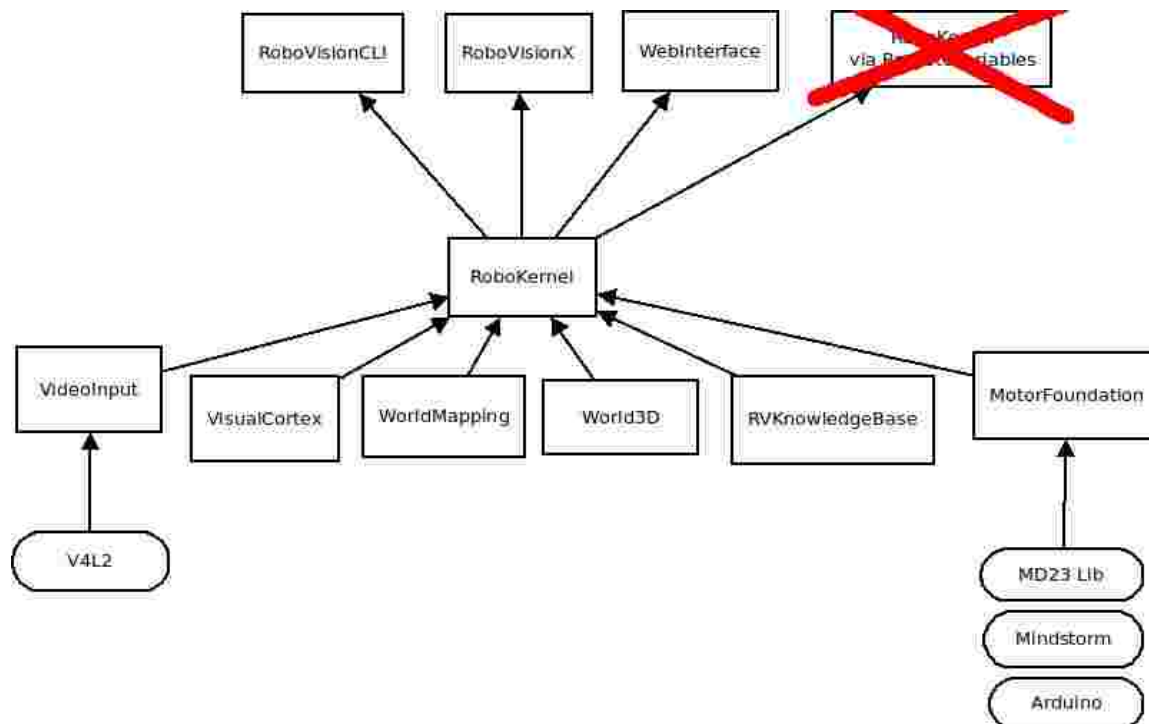 RoboVisionCLI
RoboVisionX
WebInterface
via
RoboKernel
VideoInput
VisualCortex
WorldMapping
World3D
RVKnowledgeBase
MotorFoundation
V4L2
MD23 Lib
Mindstorm
Arduino